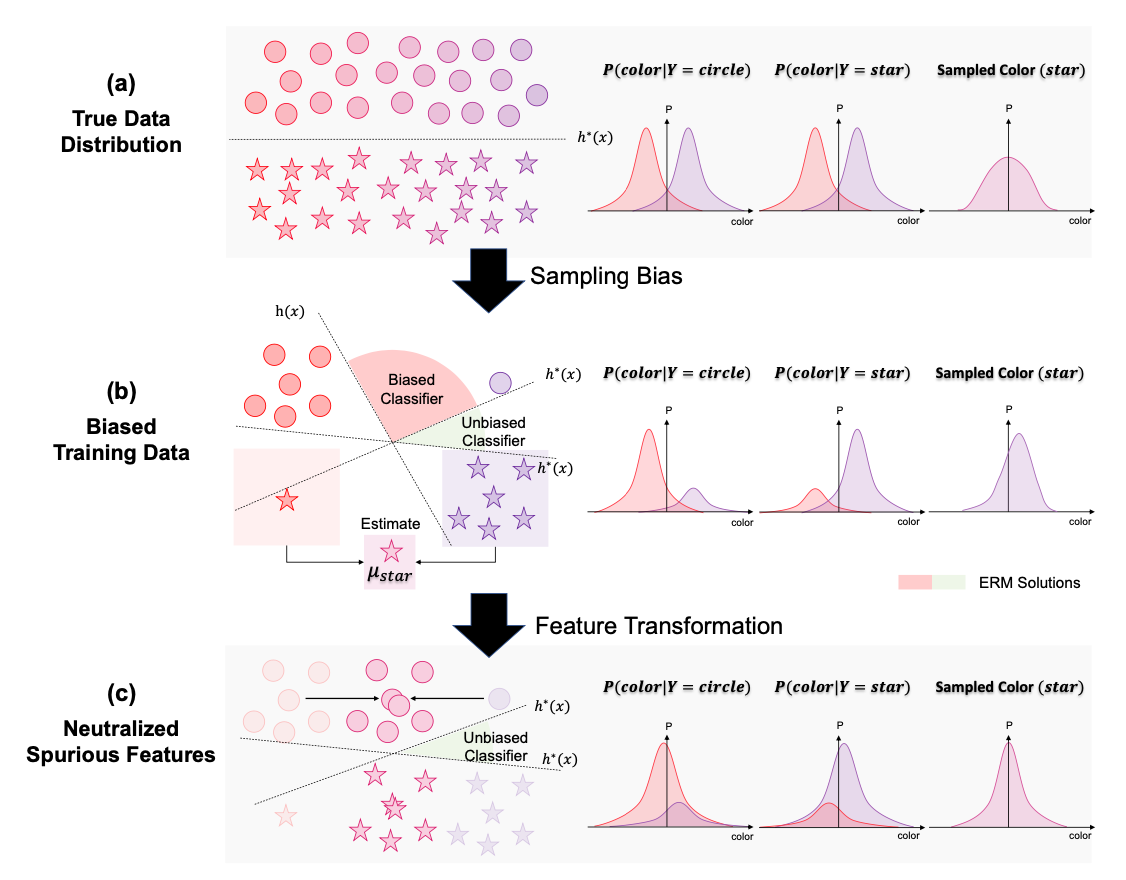 (a)
True Data
Distribution
P(color|Y = circle)
P(color|Y = star)
Sampled Color (star)
P
P
P
h*(x)
color
color
color
Sampling Bias
(b)
Biased
Training Data
h(x)
Biased
Classifier
h*(x)
Unbiased
Classifier
h*(x)
Estimate
μstar
P(color|Y = circle)
P(color|Y = star)
Sampled Color (star)
P
P
P
color
color
color
ERM Solutions
Feature Transformation
(c)
Neutralized
Spurious Features
h*(x)
Unbiased
Classifier
h*(x)
P(color|Y = circle)
P(color|Y = star)
Sampled Color (star)
P
P
P
color
color
color